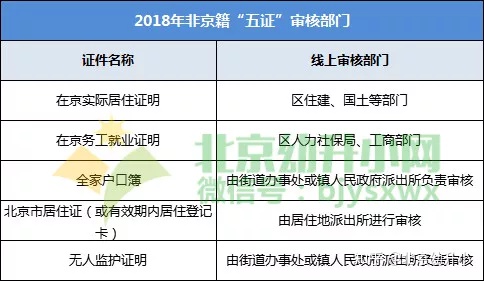 2018年非京籍“五证”审核部门
证件名称
线上审核部门
在京实际居住证明
区住建、国土等部门
在京务工就业证明
区人力社保局、工商部门
全家户口簿
由街道办事处或镇人民政府派出所负责审核
北京市居住证（或有效期内居住登记
卡）
由居住地派出所进行审核
无人监护证明
由街道办事处或镇人民政府派出所负责审核
北京幼升小网
微信号：bjysxwx